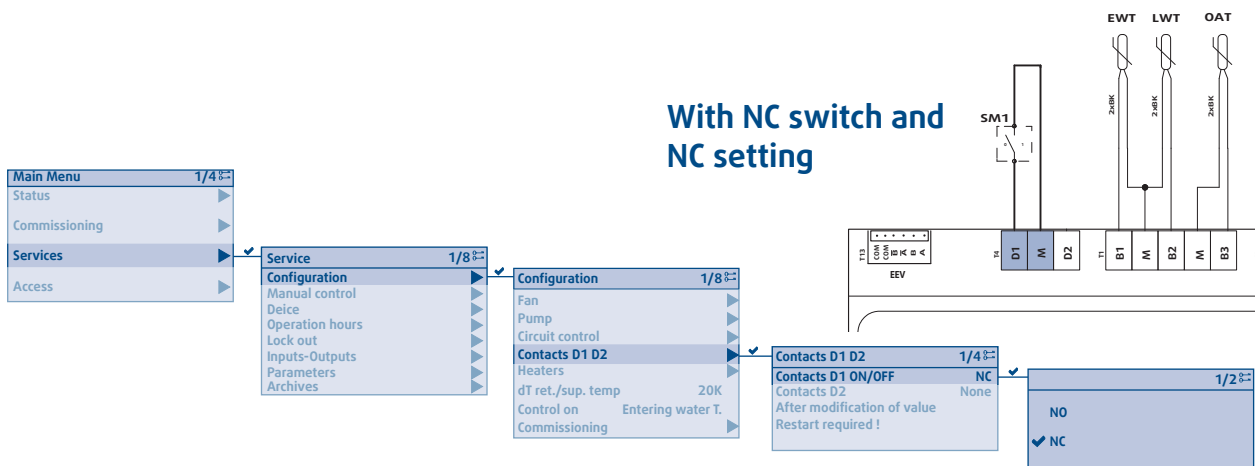 With NC switch and
NC setting
Main Menu 1/4
Status
Commissioning
Services
Access
Service 1/8
Configuration
Manual control
Deice
Operation hours
Lock out
Inputs-Outputs
Parameters
Archives
Configuration 1/8
Fan
Pump
Circuit control
Contacts D1 D2
Heaters
dT ret./sup. temp 20K
Control on Entering water T.
Commissioning
Contacts D1 D2 1/4
Contacts D1 ON/OFF NC
Contacts D2 None
After modification of value
Restart required !
1/2
NO
NC
EWT LWT OAT
2xBK 2xBK 2xBK
SM1
0 1
T13 COM COM B A B A
EEV
T4 D1 M D2
T1 B1 M B2 M B3